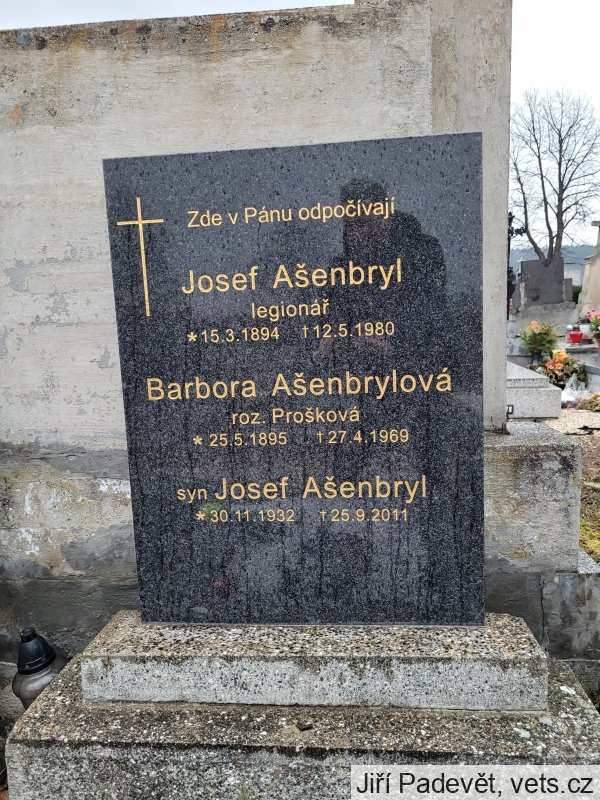 Zde v Pánu odpočívají
Josef Ašenbryl
legionář
*15.3.1894 †12.5.1980
Barbora Ašenbrylová
roz. Prošková
* 25.5.1895 †27.4.1969
syn Josef Ašenbryl
*30.11.1932 †25.9.2011
Jiří Padevět, vets.cz